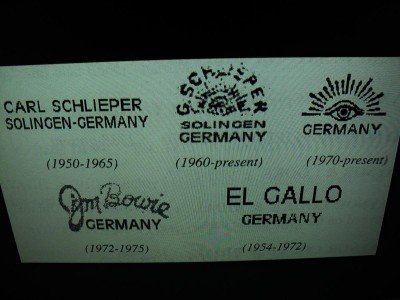 CARL SCHLIEPER
SOLINGEN-GERMANY
(1950-1965)
C.SCHLIEPER
SOLINGEN
GERMANY
(1960-present)
GERMANY
(1970-present)
Jim Bowie
GERMANY
(1972-1975)
EL GALLO
GERMANY
(1954-1972)